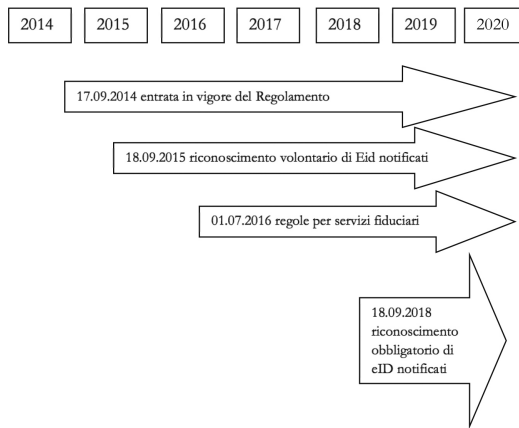 2014 2015 2016 2017 2018 2019 2020
17.09.2014 entrata in vigore del Regolamento
18.09.2015 riconoscimento volontario di Eid notificati
01.07.2016 regole per servizi fiduciari
18.09.2018
riconoscimento
obbligatorio di
eID notificati